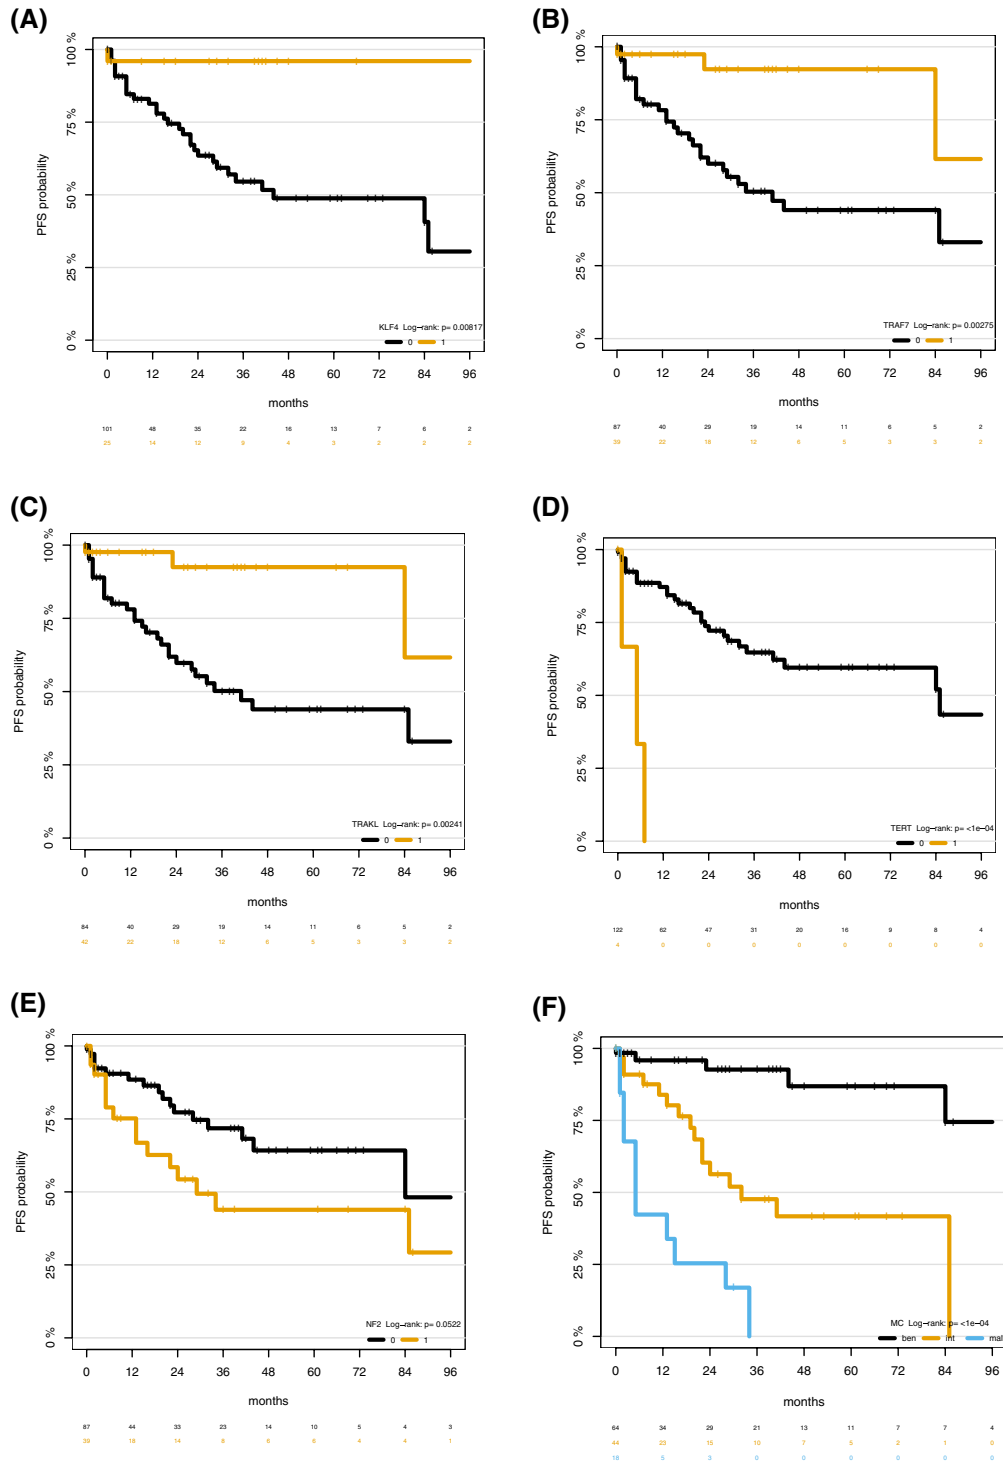 (A)
100 %
75 %
50 %
25 %
0 %
PFS probability
KLF4 Log−rank: p= 0.00817
0 1
0 12 24 36 48 60 72 84 96
months
101 48 35 22 16 13 7 6 2
25 14 12 9 4 3 2 2 2
(B)
100 %
75 %
50 %
25 %
0 %
PFS probability
TRAF7 Log−rank: p= 0.00275
0 1
0 12 24 36 48 60 72 84 96
months
87 40 29 19 14 11 6 5 2
39 22 18 12 6 5 3 3 2
(C)
100 %
75 %
50 %
25 %
0 %
PFS probability
TRAKL Log−rank: p= 0.00241
0 1
0 12 24 36 48 60 72 84 96
months
84 40 29 19 14 11 6 5 2
42 22 18 12 6 5 3 3 2
(D)
100 %
75 %
50 %
25 %
0 %
PFS probability
TERT Log−rank: p= <1e−04
0 1
0 12 24 36 48 60 72 84 96
months
122 62 47 31 20 16 9 8 4
4 0 0 0 0 0 0 0 0
(E)
100 %
75 %
50 %
25 %
0 %
PFS probability
NF2 Log−rank: p= 0.0522
0 1
0 12 24 36 48 60 72 84 96
months
87 44 33 23 14 10 5 4 3
39 18 14 8 6 6 4 4 1
(F)
100 %
75 %
50 %
25 %
0 %
PFS probability
MC Log−rank: p= <1e−04
ben int mal
0 12 24 36 48 60 72 84 96
months
64 34 29 21 13 11 7 7 4
44 23 15 10 7 5 2 1 0
18 5 3 0 0 0 0 0 0